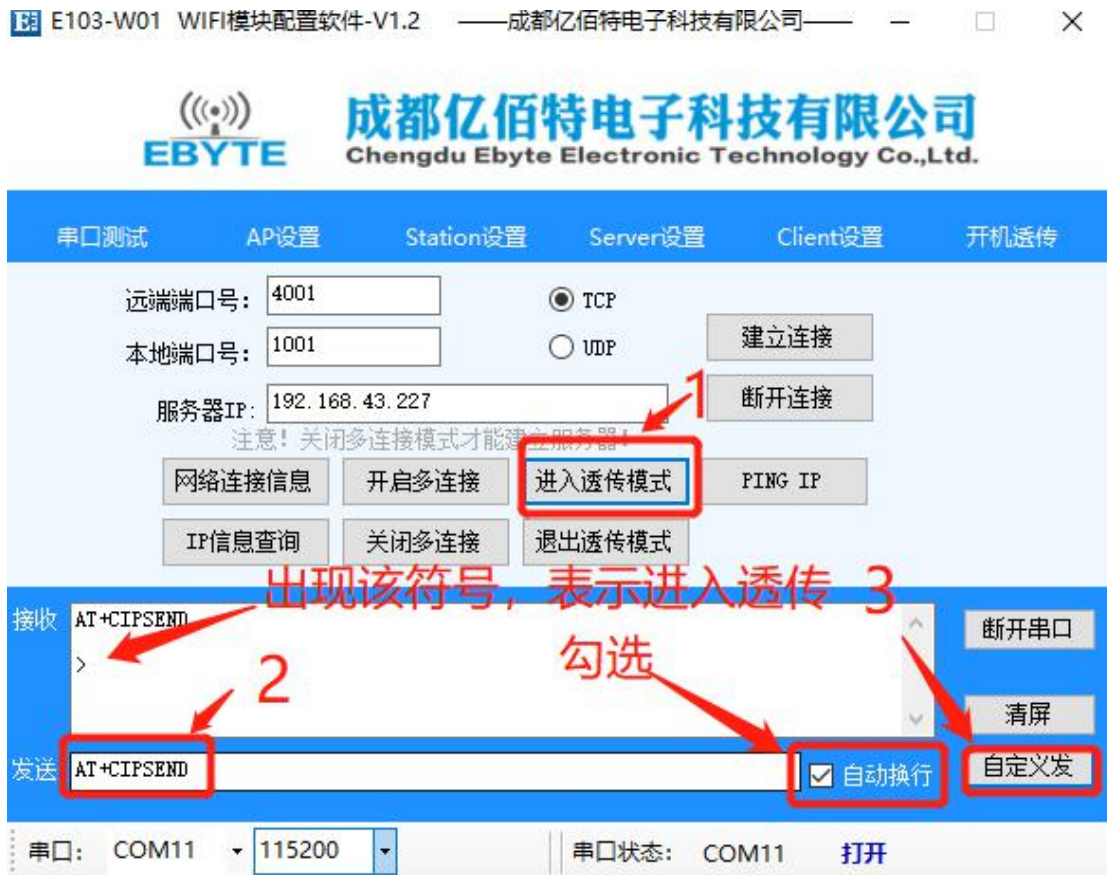 E103-W01 WIFI模块配置软件-V1.2 ——成都亿佰特电子科技有限公司——
EBYTE
成都亿佰特电子科技有限公司
Chengdu Ebyte Electronic Technology Co.,Ltd.
串口测试 AP设置 Station设置 Server设置 Client设置 开机透传
远端端口号: 4001 TCP
本地端口号: 1001 UDP 建立连接
服务器IP: 192.168.43.227 1 断开连接
注意！关闭多连接模式才能建立服务器！
网络连接信息 开启多连接 进入透传模式 PING IP
IP信息查询 关闭多连接 退出透传模式
出现该符号，表示进入透传 3
接收 AT+CIPSEND 断开串口
> 2 勾选
清屏
发送 AT+CIPSEND 自动换行 自定义发
串口: COM11 115200 串口状态: COM11 打开